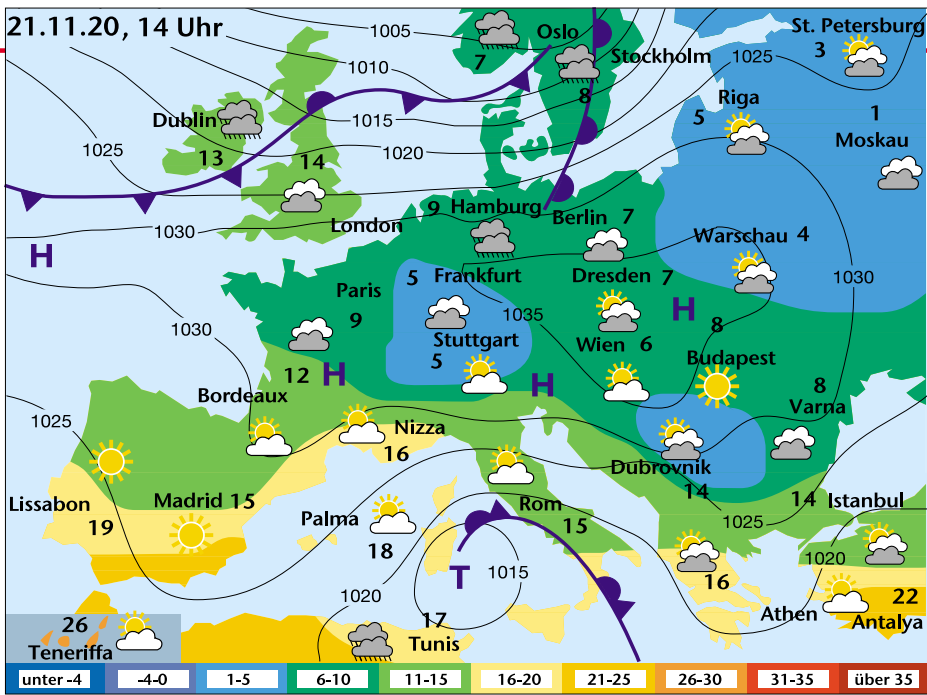 21.11.20, 14 Uhr
1005
Oslo
St. Petersburg
3
7
Stockholm
1025
1010
8
Riga
5
1
Moskau
Dublin
1015
13
14
1020
1025
9
Hamburg
Berlin 7
London
1030
Warschau 4
H
5
Frankfurt
Dresden 7
1030
Paris
9
1035
H
8
1030
Stuttgart
5
Wien 6
Budapest
12
H
H
8
Bordeaux
Varna
1025
Nizza
16
Dubrovnik
14
Lissabon
19
Madrid 15
Palma
18
Rom
15
14
Istanbul
1025
1020
T
1015
16
1020
22
26
Teneriffa
17
Tunis
Athen
Antalya
unter -4
-4-0
1-5
6-10
11-15
16-20
21-25
26-30
31-35
über 35